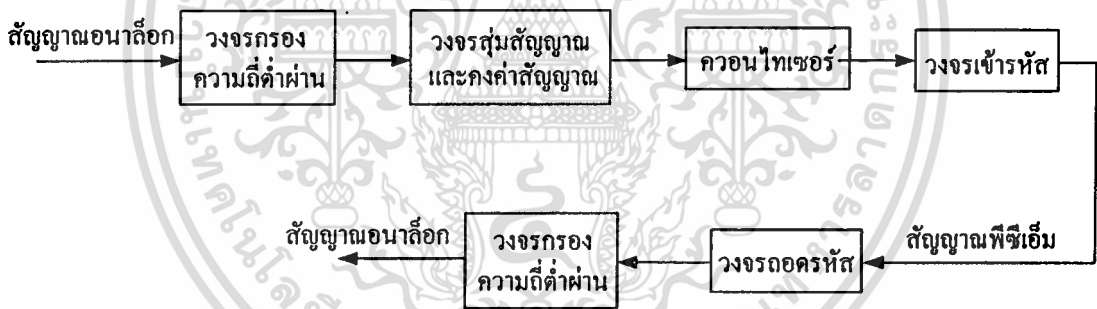 สัญญาณอนาล็อก
วงจรกรอง
ความถี่ต่ำผ่าน
วงจรสุ่มสัญญาณ
และคงค่าสัญญาณ
ควอนไทเซอร์
วงจรเข้ารหัส
สัญญาณพีซีเอ็ม
วงจรถอดรหัส
วงจรกรอง
ความถี่ต่ำผ่าน
สัญญาณอนาล็อก